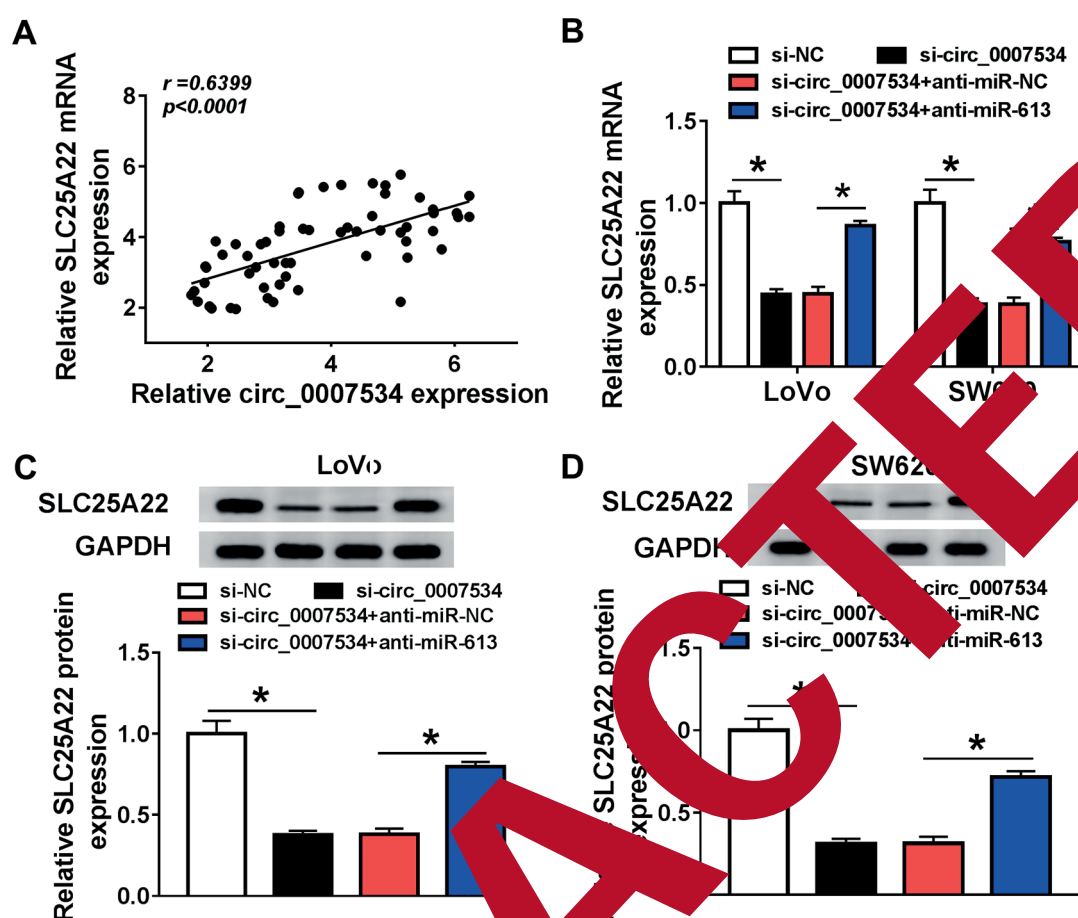 A
r=0.6399
p<0.0001
Relative SLC25A22 mRNA
expression
8
6
4
2
2 4 6
Relative circ_0007534 expression
B
si-NC si-circ_0007534
si-circ_0007534+anti-miR-NC
si-circ_0007534+anti-miR-613
Relative SLC25A22 mRNA
expression
1.5
1.0
0.5
0.0
* * *
LoVo
C
LoVo
SLC25A22
GAPDH
si-NC si-circ_0007534
si-circ_0007534+anti-miR-NC
si-circ_0007534+anti-miR-613
Relative SLC25A22 protein
expression
1.5
1.0
0.5
0.0
* *
D
SLC25A22
GAPDH
si-NC
si-circ_0007534+anti-miR-613
SLC25A22 protein
0.5
*
ACTE